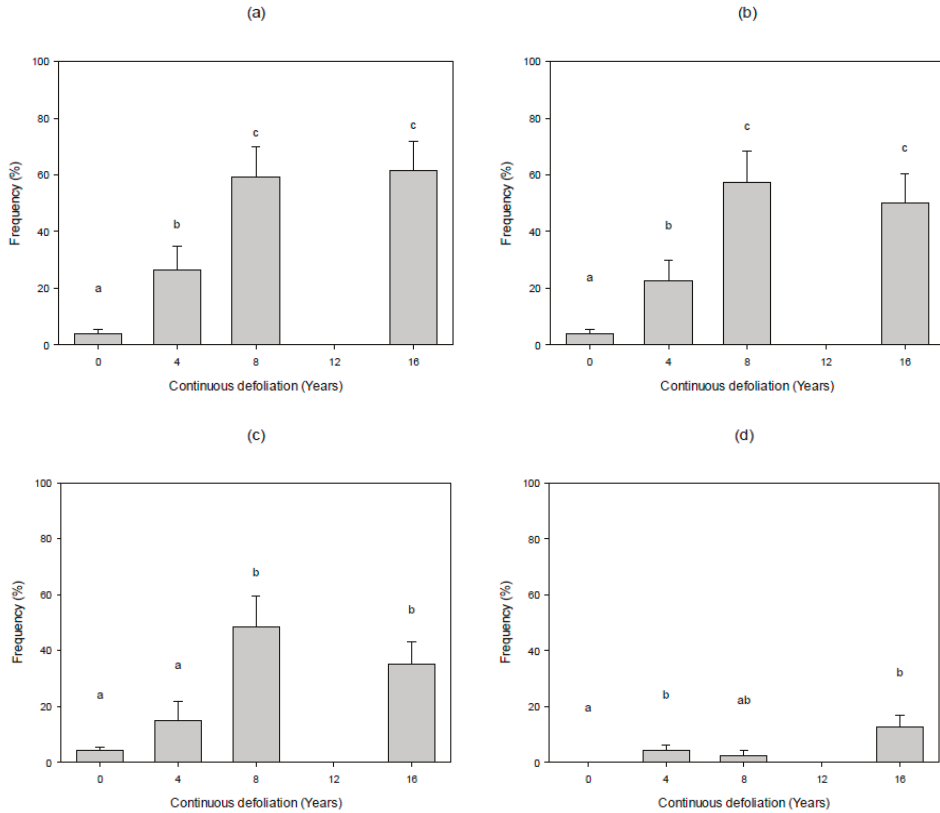 (a)
100
80
60
40
20
0
Frequency (%)
a
b
c
c
0 4 8 12 16
Continuous defoliation (Years)
(b)
100
80
60
40
20
0
Frequency (%)
a
b
c
c
0 4 8 12 16
Continuous defoliation (Years)
(c)
100
80
60
40
20
0
Frequency (%)
a
a
b
b
0 4 8 12 16
Continuous defoliation (Years)
(d)
100
80
60
40
20
0
Frequency (%)
a
b
ab
b
0 4 8 12 16
Continuous defoliation (Years)